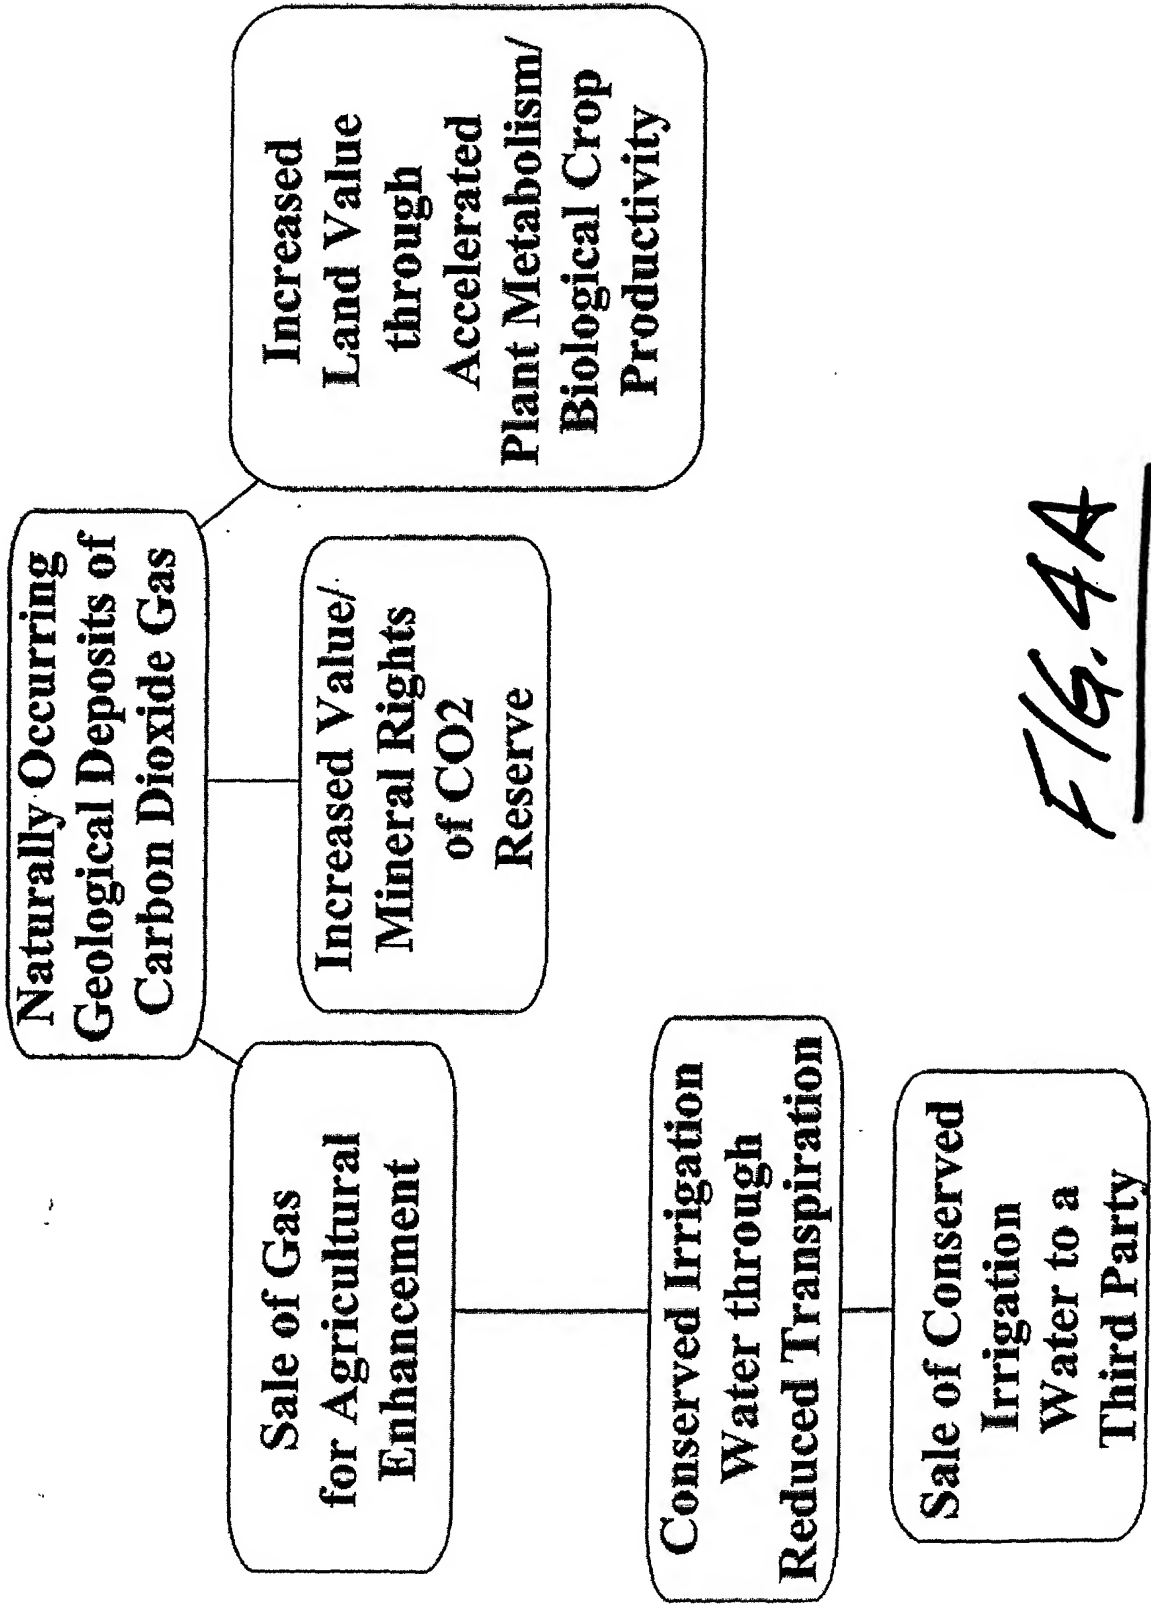 Naturally Occurring
Geological Deposits of
Carbon Dioxide Gas
Sale of Gas
for Agricultural
Enhancement
Increased Value/
Mineral Rights
of CO2
Reserve
Increased
Land Value
through
Accelerated
Plant Metabolism/
Biological Crop
Productivity
Conserved Irrigation
Water through
Reduced Transpiration
Sale of Conserved
Irrigation
Water to a
Third Party
FIG. 4A